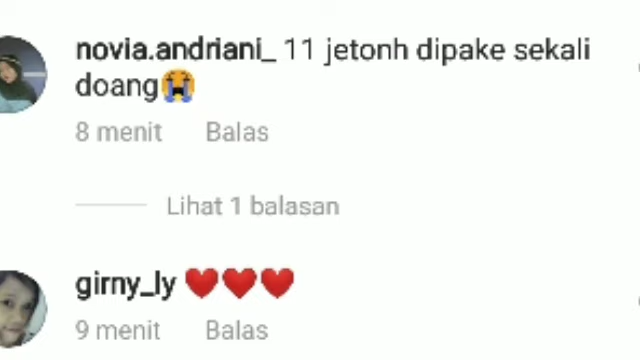 novia.andriani_ 11 jetonh dipake sekali
doang😭
8 menit Balas
Lihat 1 balasan
girny_ly ❤️❤️❤️
9 menit Balas